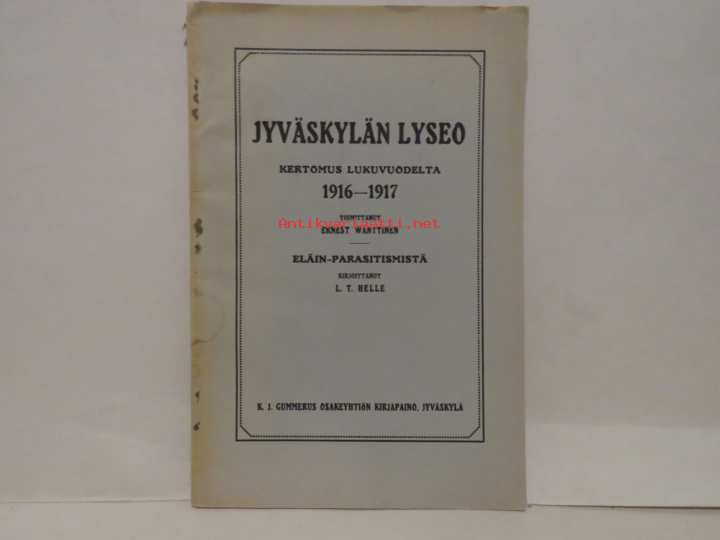 JYVÄSKYLÄN LYSEO
KERTOMUS LUKUVUODELTA
1916—1917
TOIMITTANUT
Antikvariaatti.net
ERNEST WANTTINEN
ELÄIN-PARASITISMISTÄ
KIRJOITTANUT
L. T. HELLE
K. J. GUMMERUS OSAKEYHTIÖN KIRJAPAINO, JYVÄSKYLÄ